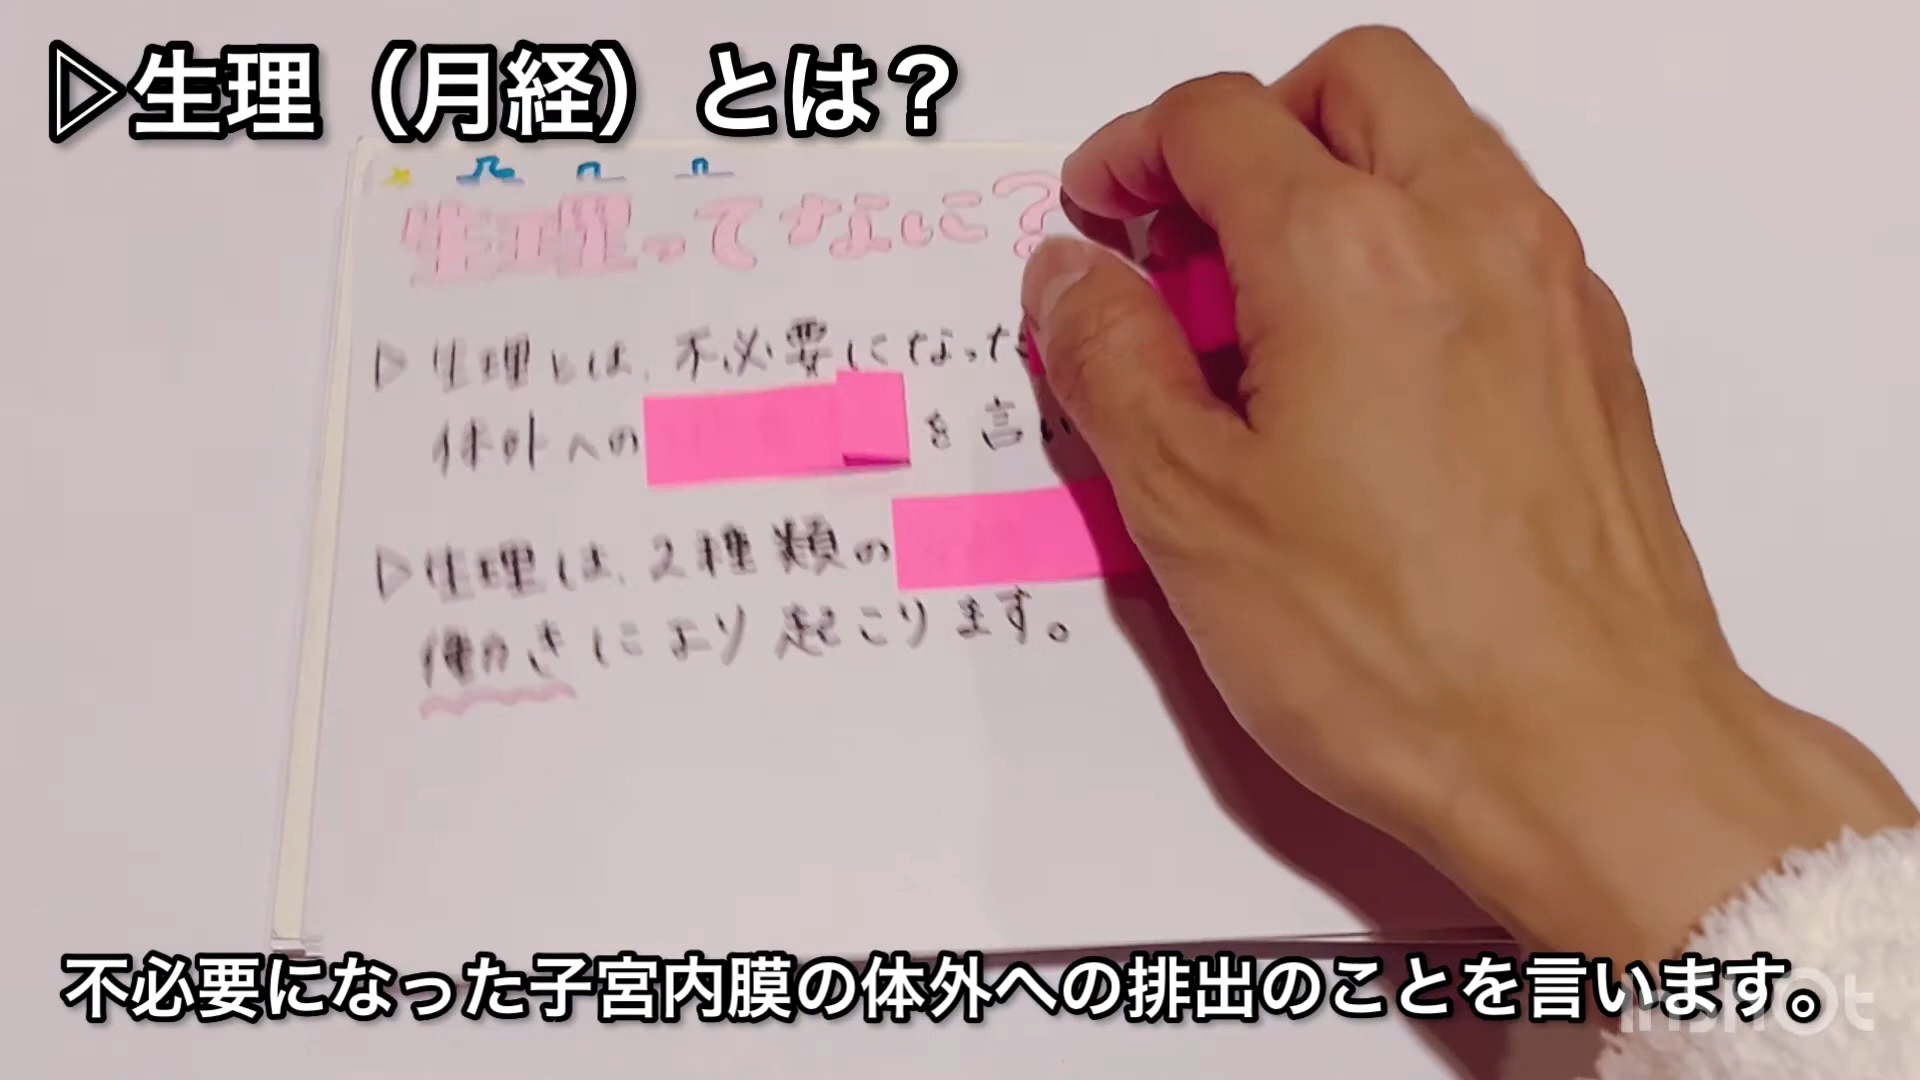 ▷生理（月経）とは？
生理ってなに？
▷生理とは、不必要になった
体外への を言い
▷生理は、2種類の
働きにより起こります。
不必要になった子宮内膜の体外への排出のことを言います。
InShOt